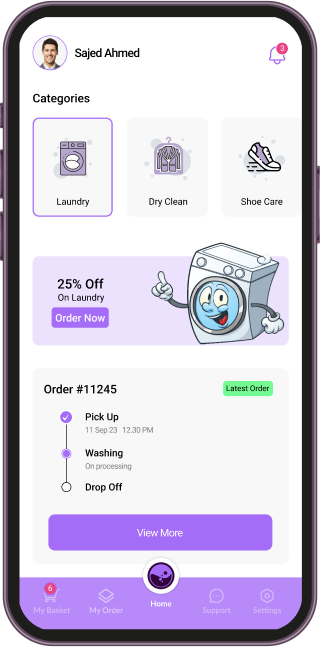 Sajed Ahmed
3
Categories
Laundry
Dry Clean
Shoe Care
25% Off
On Laundry
Order Now
Order #11245
Latest Order
Pick Up
11 Sep 23 12.30 PM
Washing
On processing
Drop Off
View More
6
My Basket
My Order
Home
Support
Settings